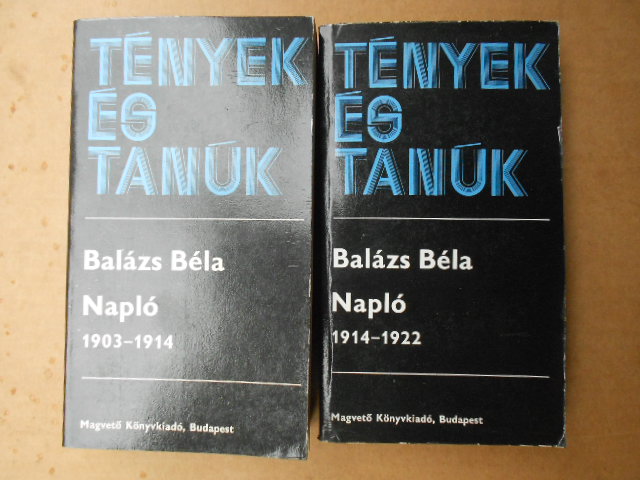 TÉNYEK
ÉS
TANÚK
Balázs Béla
Napló
1903–1914
Magvető Könyvkiadó, Budapest
TÉNYEK
ÉS
TANÚK
Balázs Béla
Napló
1914–1922
Magvető Könyvkiadó, Budapest